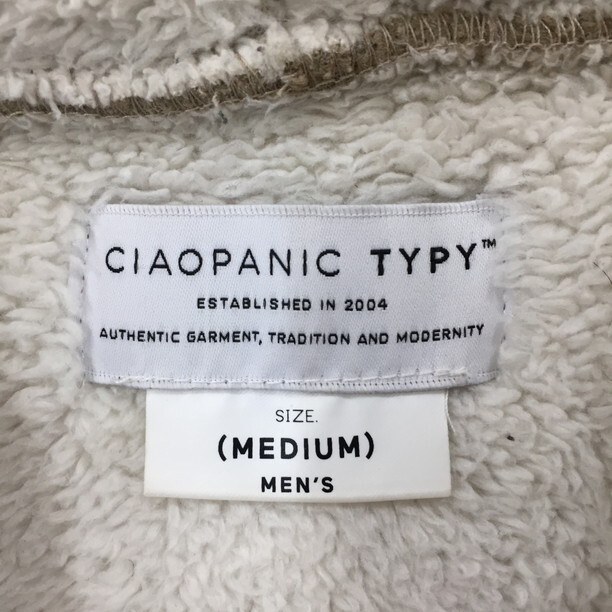 CIAOPANIC TYPY™
ESTABLISHED IN 2004
AUTHENTIC GARMENT, TRADITION AND MODERNITY
SIZE.
(MEDIUM)
MEN'S